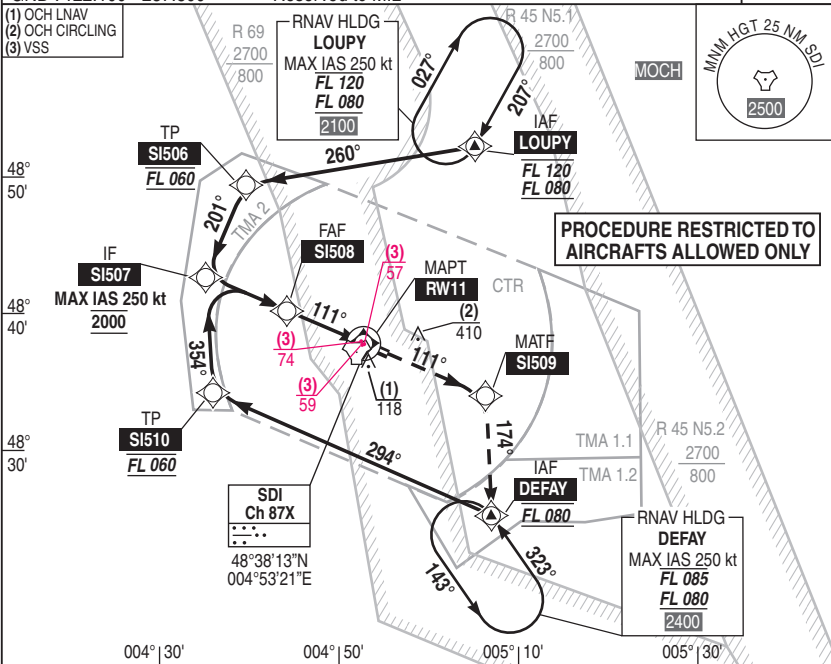 (1) OCH LNAV
(2) OCH CIRCLING
(3) VSS
R 69
2700
800
RNAV HLDG
LOUPY
MAX IAS 250 kt
FL 120
FL 080
2100
027°
207°
R 45 N5.1
2700
800
MOCH
MNM HGT 25 NM SDI
2500
IAF
LOUPY
FL 120
FL 080
TP
SI506
FL 060
260°
48°
50'
201°
TMA 2
PROCEDURE RESTRICTED TO
AIRCRAFTS ALLOWED ONLY
FAF
SI508
IF
SI507
MAX IAS 250 kt
2000
(3)
57
MAPT
RW11
CTR
48°
40'
111°
(2)
410
(3)
74
111°
MATF
SI509
354°
(3)
59
(1)
118
TP
SI510
FL 060
174°
48°
30'
294°
TMA 1.1
TMA 1.2
R 45 N5.2
2700
800
IAF
DEFAY
FL 080
SDI
Ch 87X
48°38'13"N
004°53'21"E
143°
323°
RNAV HLDG
DEFAY
MAX IAS 250 kt
FL 085
FL 080
2400
004° 30'
004° 50'
005° 10'
005° 30'